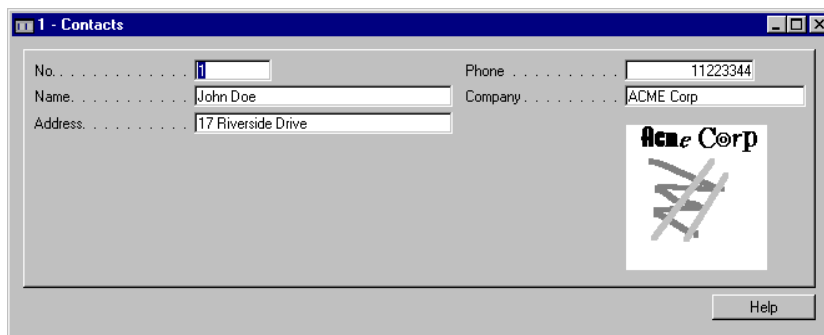 1 - Contacts
No. . . . . . . . . . . . . 1
Phone . . . . . . . . . . 11223344
Name. . . . . . . . . . . . John Doe
Company . . . . . . . . . ACME Corp
Address. . . . . . . . . . . 17 Riverside Drive
Acme Corp
Help